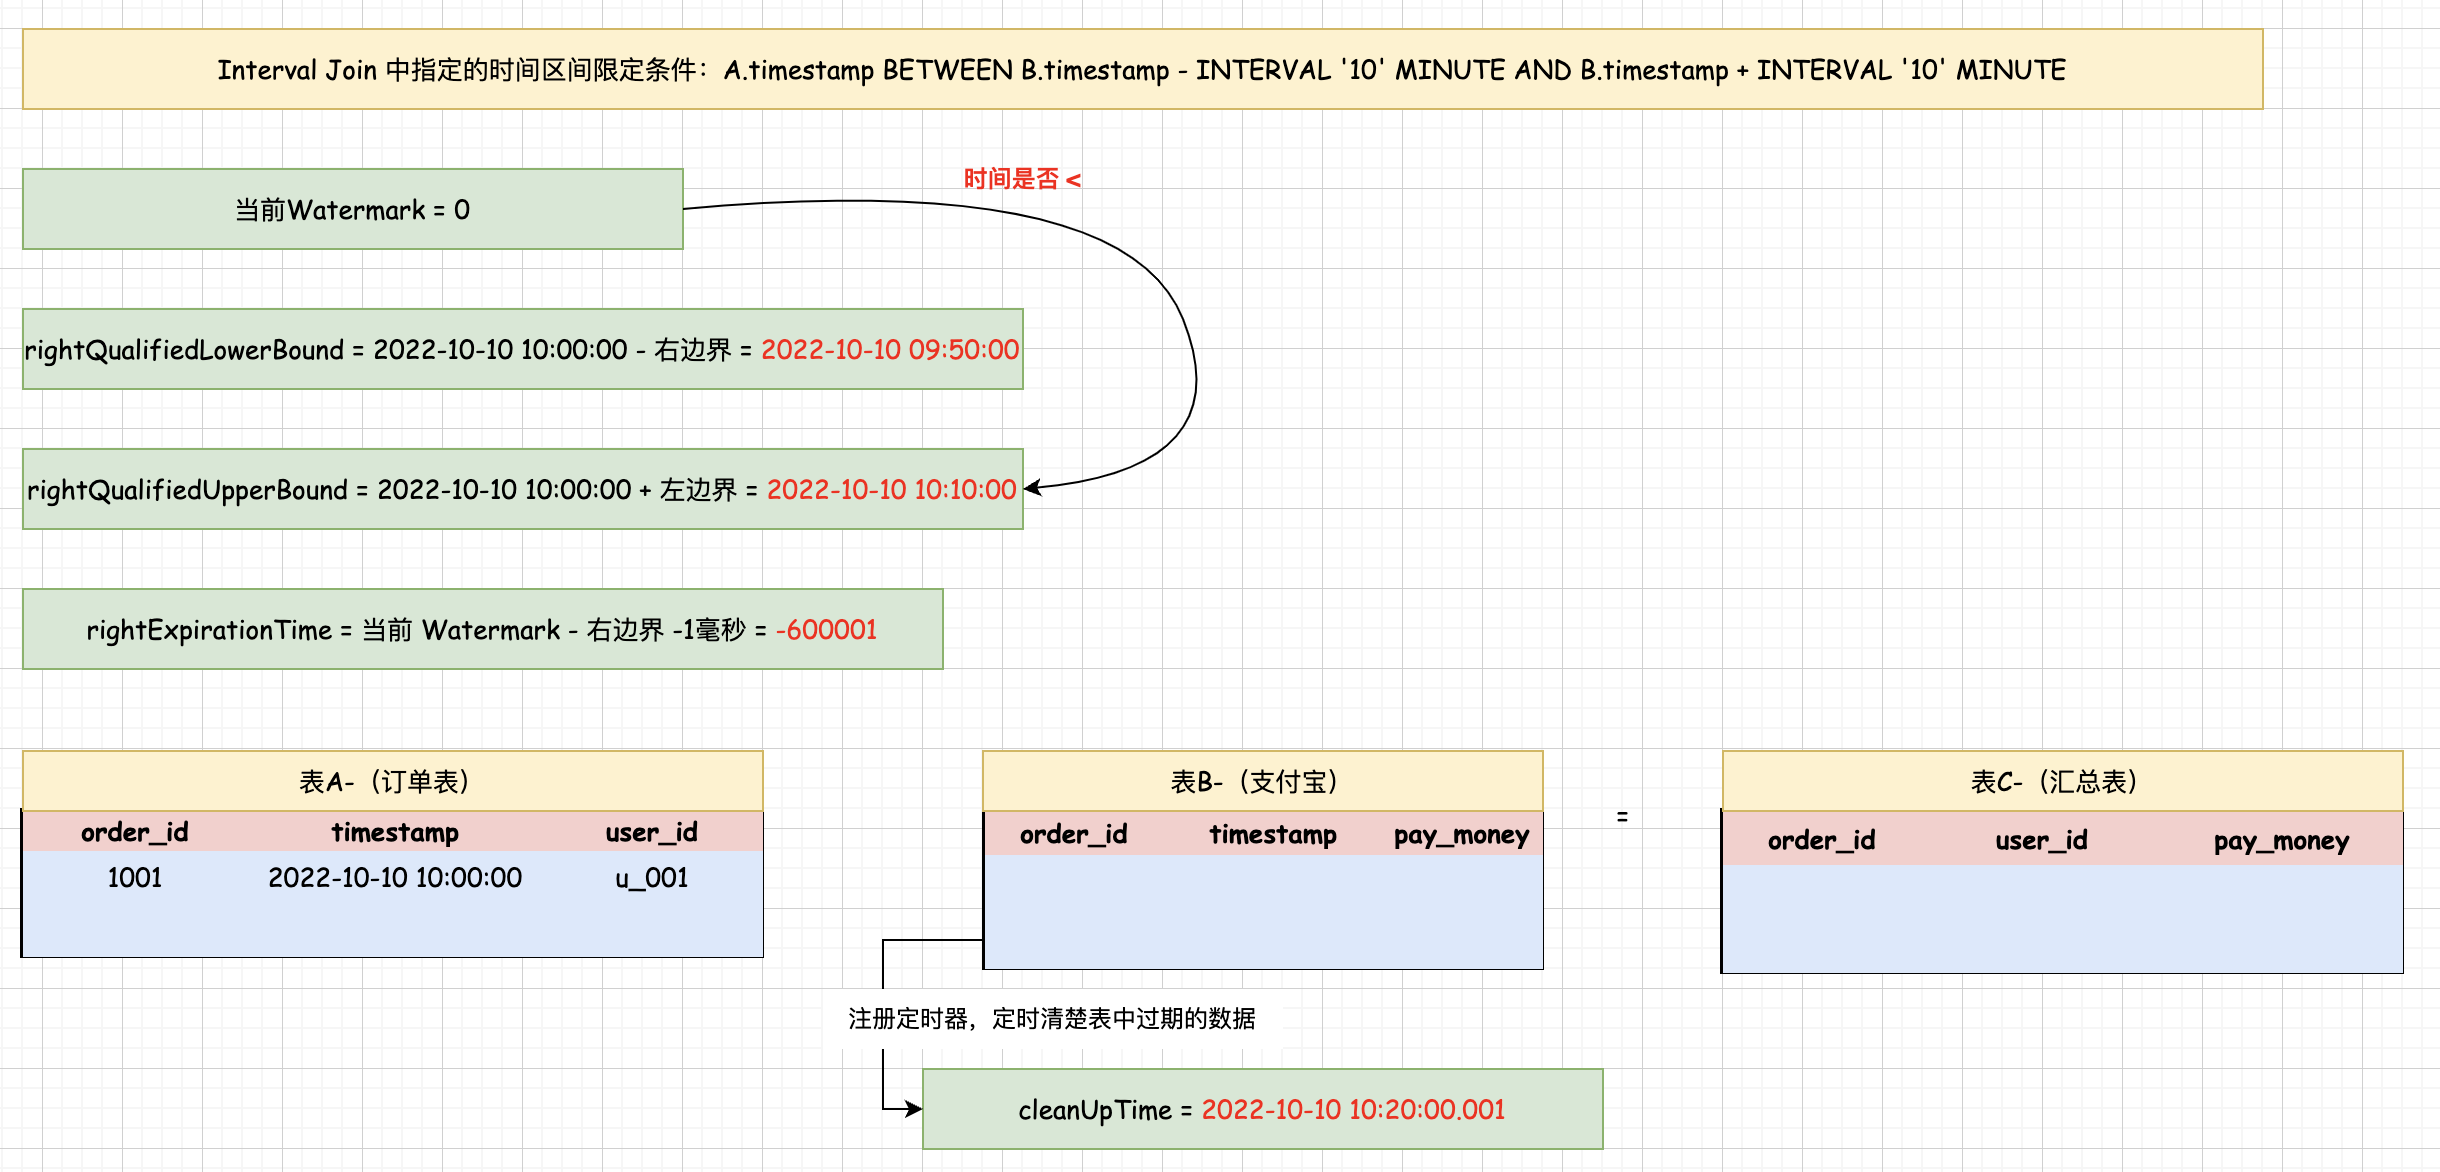 Interval Join 中指定的时间区间限定条件：A.timestamp BETWEEN B.timestamp - INTERVAL '10' MINUTE AND B.timestamp + INTERVAL '10' MINUTE
时间是否 <
当前Watermark = 0
rightQualifiedLowerBound = 2022-10-10 10:00:00 - 右边界 = 2022-10-10 09:50:00
rightQualifiedUpperBound = 2022-10-10 10:00:00 + 左边界 = 2022-10-10 10:10:00
rightExpirationTime = 当前 Watermark - 右边界 -1毫秒 = -600001
表A-（订单表）
order_id timestamp user_id
1001 2022-10-10 10:00:00 u_001
表B-（支付宝）
order_id timestamp pay_money
=
表C-（汇总表）
order_id user_id pay_money
注册定时器，定时清楚表中过期的数据
cleanUpTime = 2022-10-10 10:20:00.001